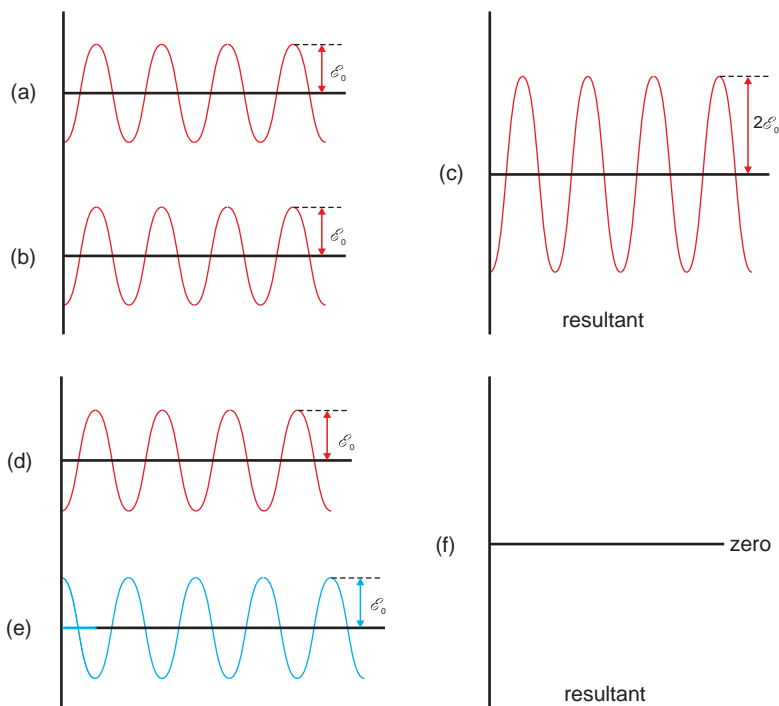 (a)
ℰ₀
(b)
ℰ₀
(c)
2ℰ₀
resultant
(d)
ℰ₀
(e)
ℰ₀
(f)
zero
resultant